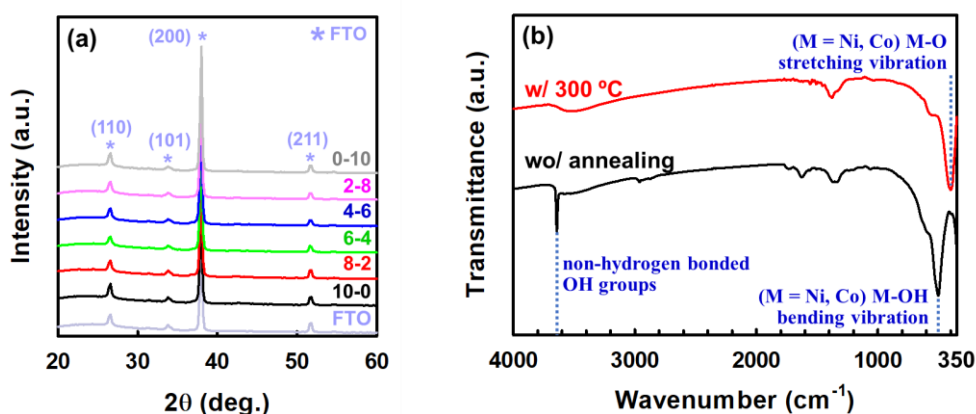 (a)
(200) *
* FTO
(110)
*
(101)
*
(211)
*
0-10
2-8
4-6
6-4
8-2
10-0
FTO
Intensity (a.u.)
20 30 40 50 60
2θ (deg.)
(b)
(M = Ni, Co) M-O
stretching vibration
w/ 300 ºC
wo/ annealing
non-hydrogen bonded
OH groups
(M = Ni, Co) M-OH
bending vibration
Transmittance (a.u.)
4000 3000 2000 1000 350
Wavenumber (cm⁻¹)